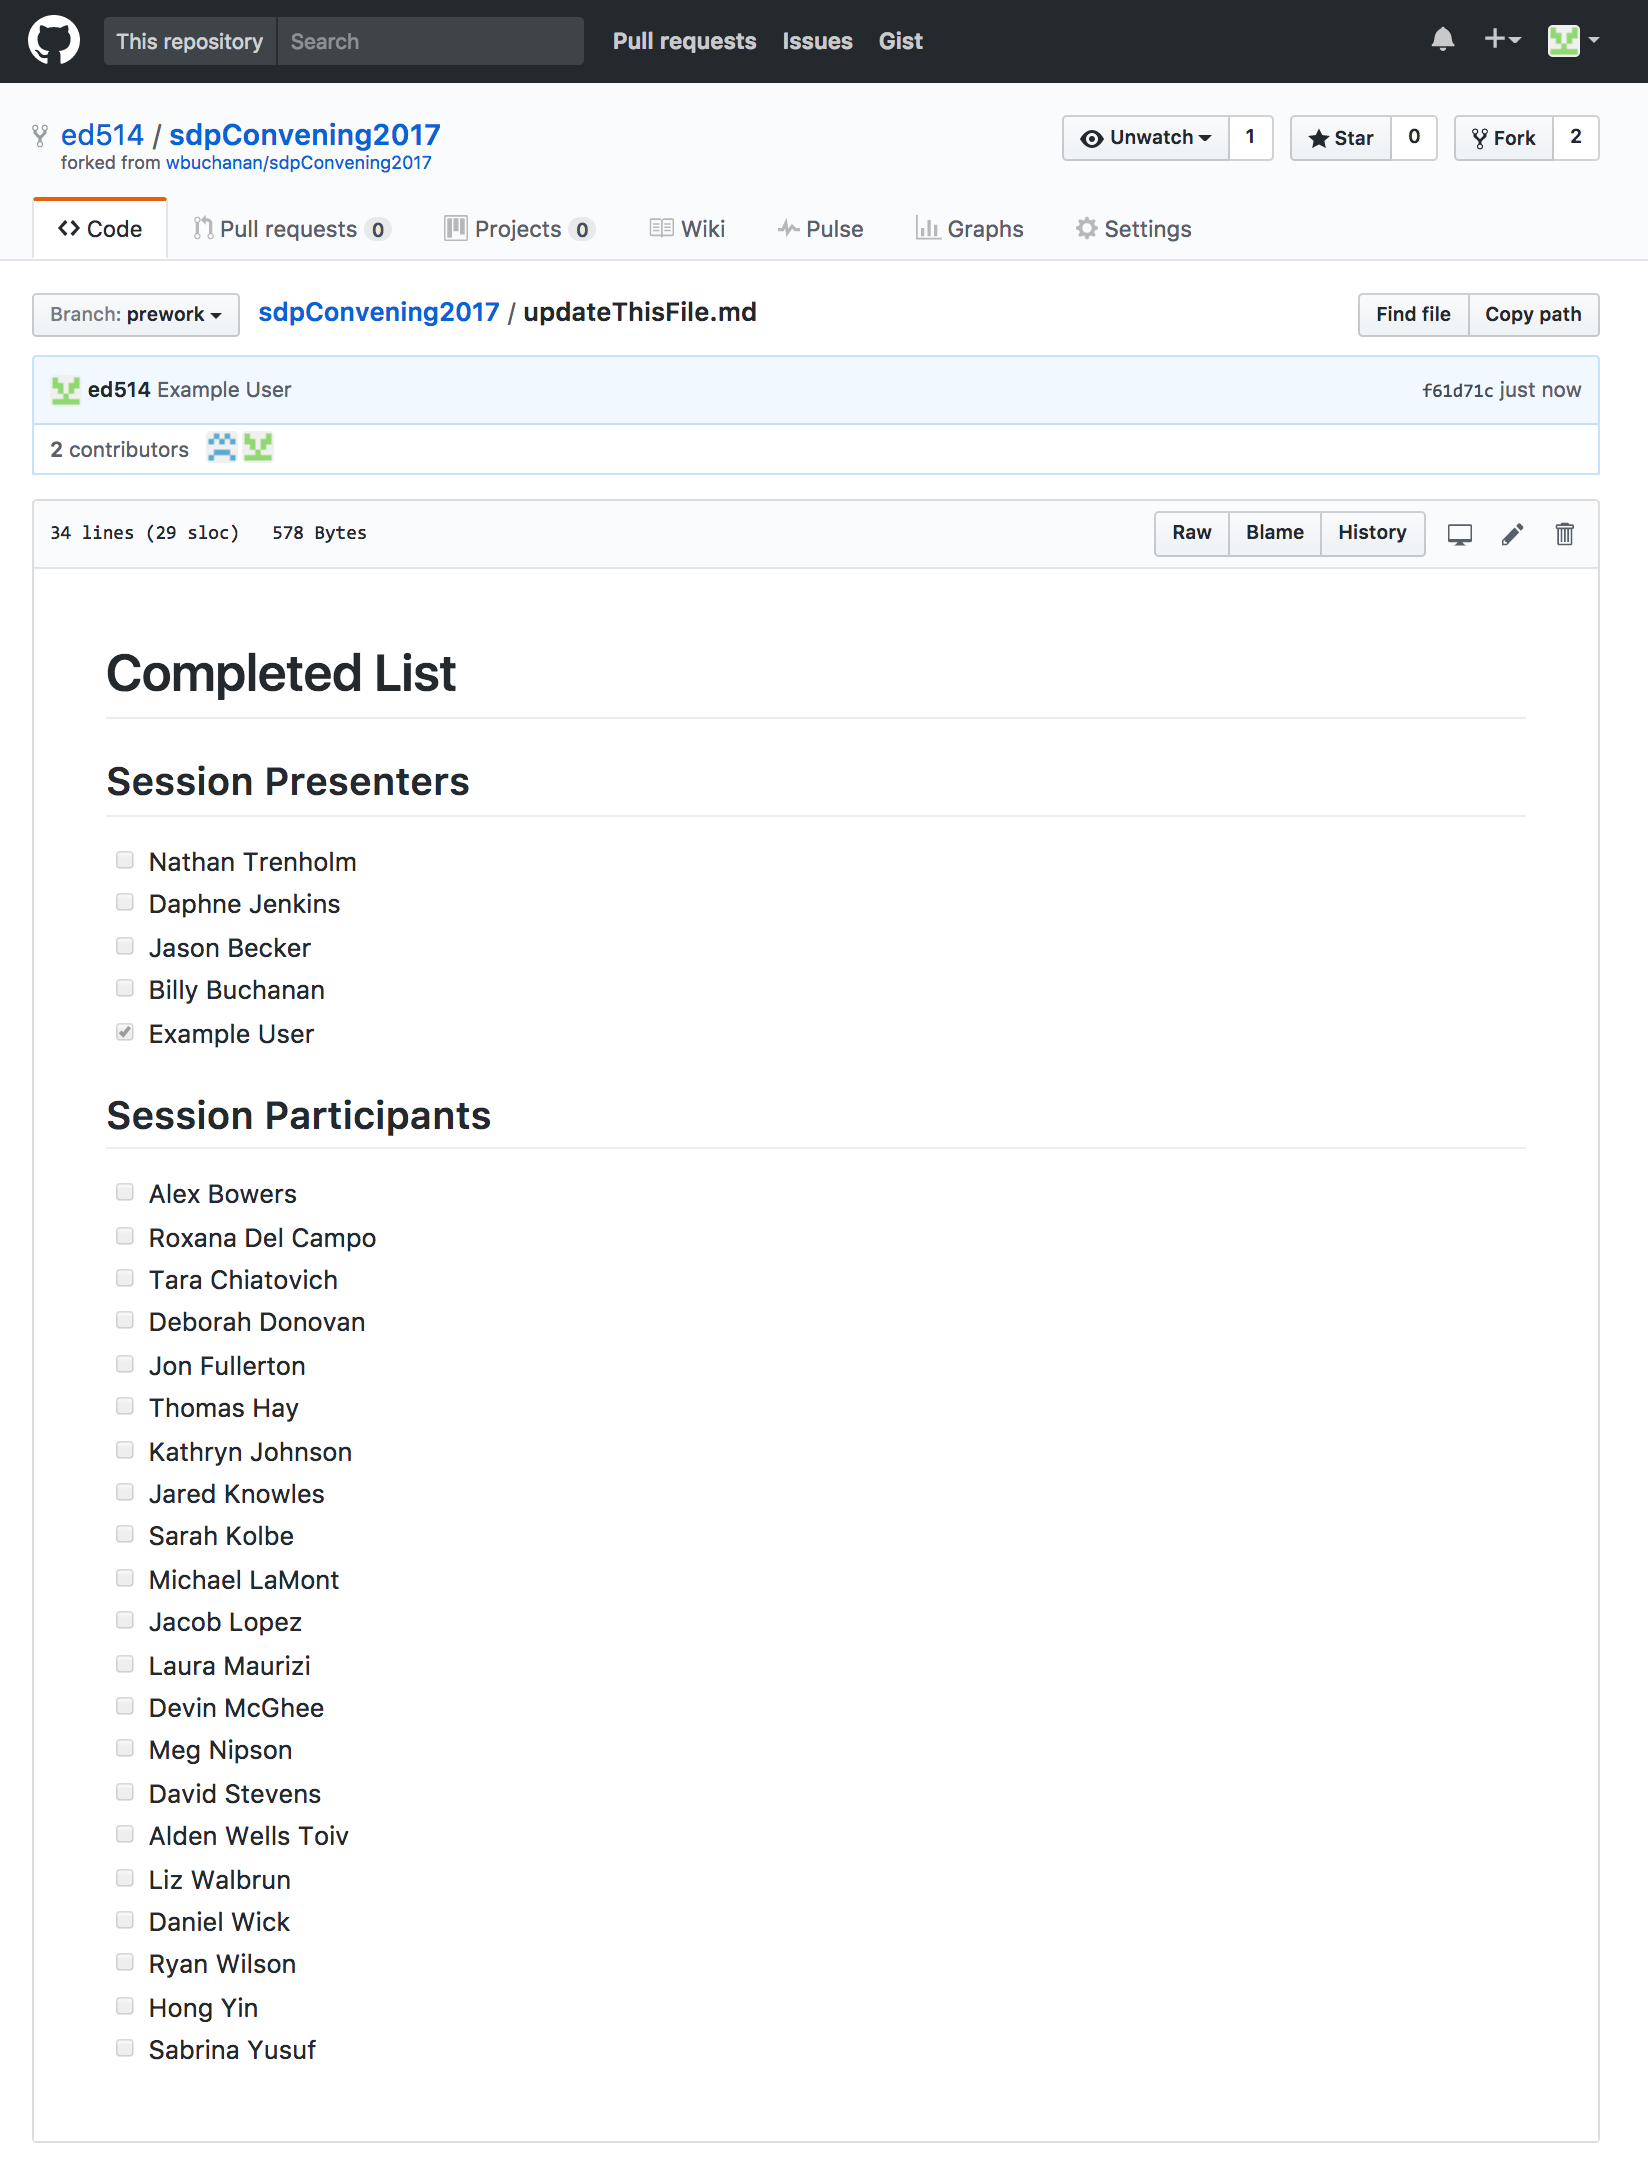 This repository Search Pull requests Issues Gist
ed514 / sdpConvening2017 Unwatch 1 Star 0 Fork 2
forked from wbuchanan/sdpConvening2017
Code Pull requests 0 Projects 0 Wiki Pulse Graphs Settings
Branch: prework sdpConvening2017 / updateThisFile.md Find file Copy path
ed514 Example User f61d71c just now
2 contributors
34 lines (29 sloc) 578 Bytes Raw Blame History
Completed List
Session Presenters
Nathan Trenholm
Daphne Jenkins
Jason Becker
Billy Buchanan
Example User
Session Participants
Alex Bowers
Roxana Del Campo
Tara Chiatovich
Deborah Donovan
Jon Fullerton
Thomas Hay
Kathryn Johnson
Jared Knowles
Sarah Kolbe
Michael LaMont
Jacob Lopez
Laura Maurizi
Devin McGhee
Meg Nipson
David Stevens
Alden Wells Toiv
Liz Walbrun
Daniel Wick
Ryan Wilson
Hong Yin
Sabrina Yusuf